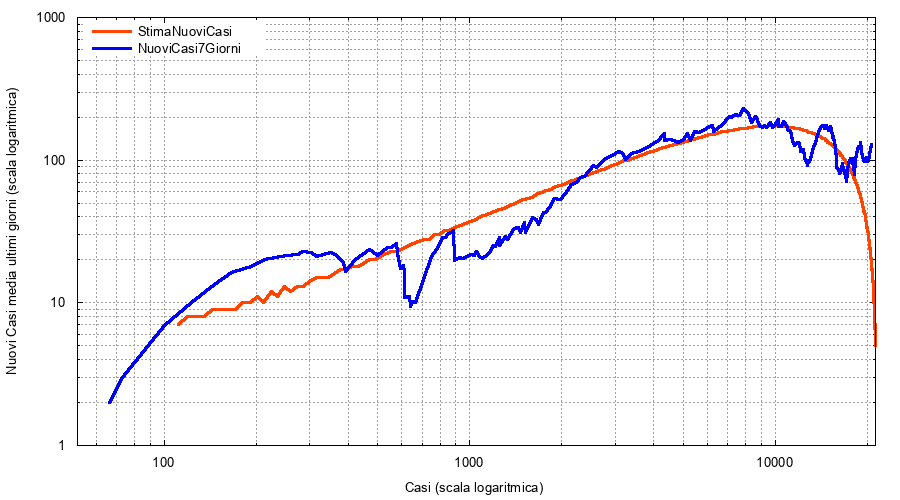 1000
StimaNuoviCasi
NuoviCasi7Giorni
100
10
1
100
1000
10000
Nuovi Casi media ultimi giorni (scala logaritmica)
Casi (scala logaritmica)